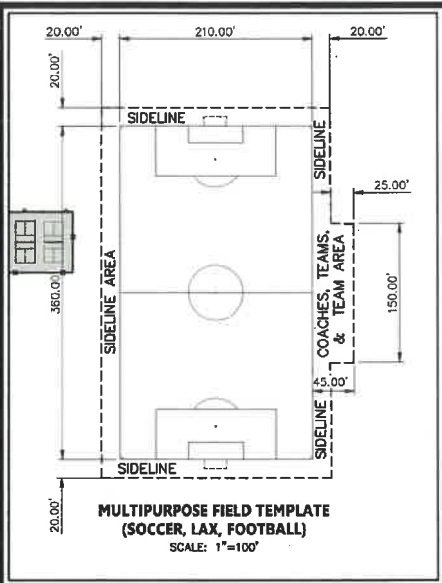 20.00'
210.00'
20.00'
20.00'
SIDELINE
SIDELINE
25.00'
360.00'
SIDELINE AREA
COACHES, TEAMS,
& TEAM AREA
150.00'
45.00'
SIDELINE
SIDELINE
20.00'
MULTIPURPOSE FIELD TEMPLATE
(SOCCER, LAX, FOOTBALL)
SCALE: 1"=100'